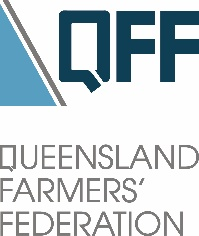 QFF
QUEENSLAND
FARMERS'
FEDERATION